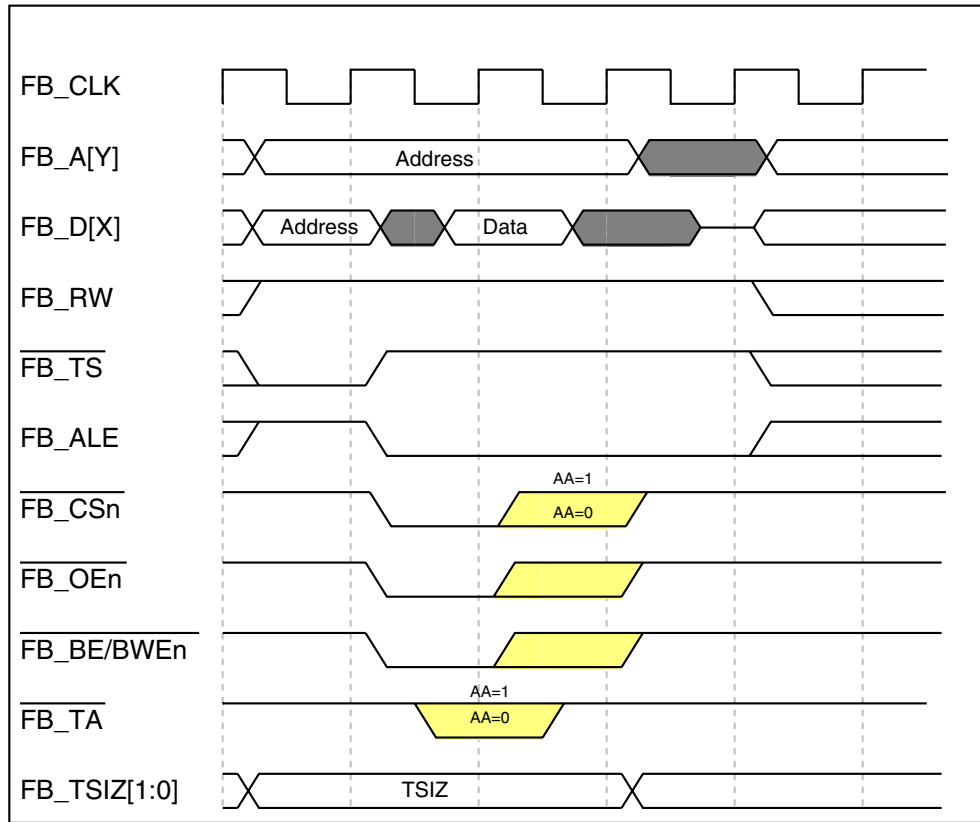 FB_CLK
FB_A[Y]
Address
FB_D[X]
Address
Data
FB_RW
FB_TS
FB_ALE
AA=1
FB_CSn
AA=0
FB_OEn
FB_BE/BWEn
AA=1
FB_TA
AA=0
FB_TSIZ[1:0]
TSIZ